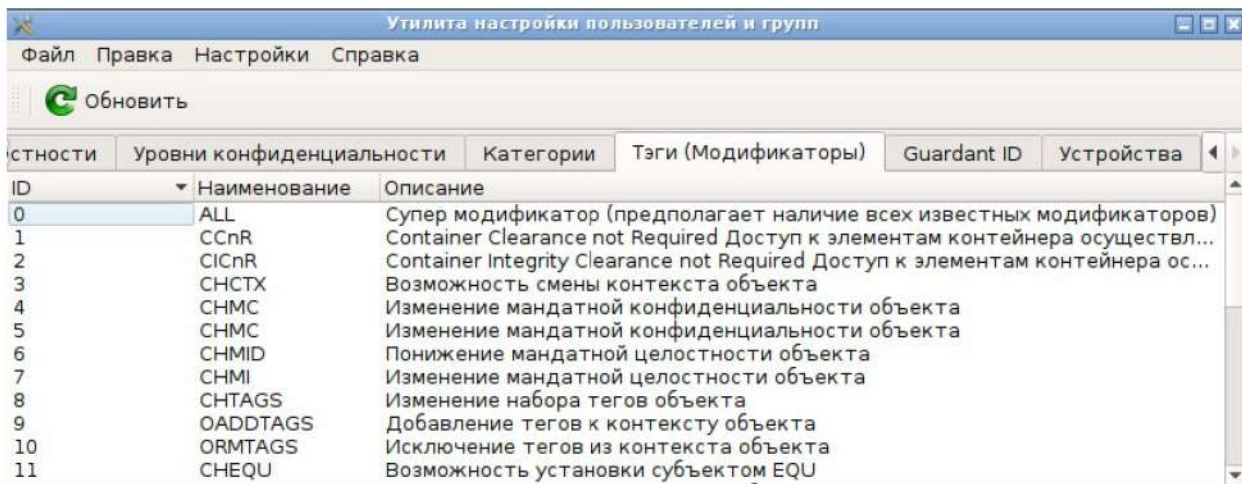 Утилита настройки пользователей и групп
Файл Правка Настройки Справка
Обновить
стности Уровни конфиденциальности Категории Тэги (Модификаторы) Guardant ID Устройства
ID Наименование Описание
0 ALL Супер модификатор (предполагает наличие всех известных модификаторов)
1 CCnR Container Clearance not Required Доступ к элементам контейнера осуществл...
2 CICnR Container Integrity Clearance not Required Доступ к элементам контейнера ос...
3 CHCTX Возможность смены контекста объекта
4 CHMC Изменение мандатной конфиденциальности объекта
5 CHMC Изменение мандатной конфиденциальности объекта
6 CHMID Понижение мандатной целостности объекта
7 CHMI Изменение мандатной целостности объекта
8 CHTAGS Изменение набора тегов объекта
9 OADDTAGS Добавление тегов к контексту объекта
10 ORMTAGS Исключение тегов из контекста объекта
11 CHEQU Возможность установки субъектом EQU